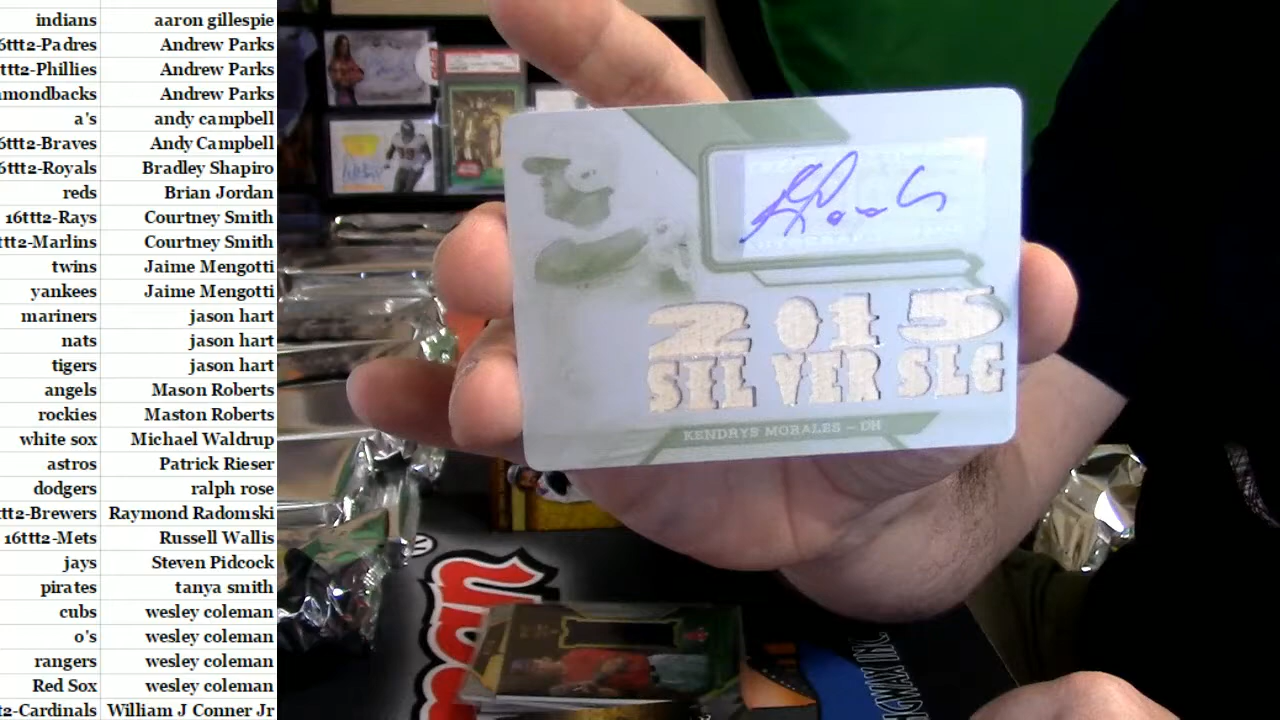 indians aaron gillespie
6ttt2-Padres Andrew Parks
ttt2-Phillies Andrew Parks
mondbacks Andrew Parks
a's andy campbell
6ttt2-Braves Andy Campbell
6ttt2-Royals Bradley Shapiro
reds Brian Jordan
16ttt2-Rays Courtney Smith
ttt2-Marlins Courtney Smith
twins Jaime Mengotti
yankees Jaime Mengotti
mariners jason hart
nats jason hart
tigers jason hart
angels Mason Roberts
rockies Maston Roberts
white sox Michael Waldrup
astros Patrick Rieser
dodgers ralph rose
tt2-Brewers Raymond Radomski
16ttt2-Mets Russell Wallis
jays Steven Pidcock
pirates tanya smith
cubs wesley coleman
o's wesley coleman
rangers wesley coleman
Red Sox wesley coleman
t2-Cardinals William J Conner Jr
2015
SIL VER SLG
KENDRYS MORALES – DH